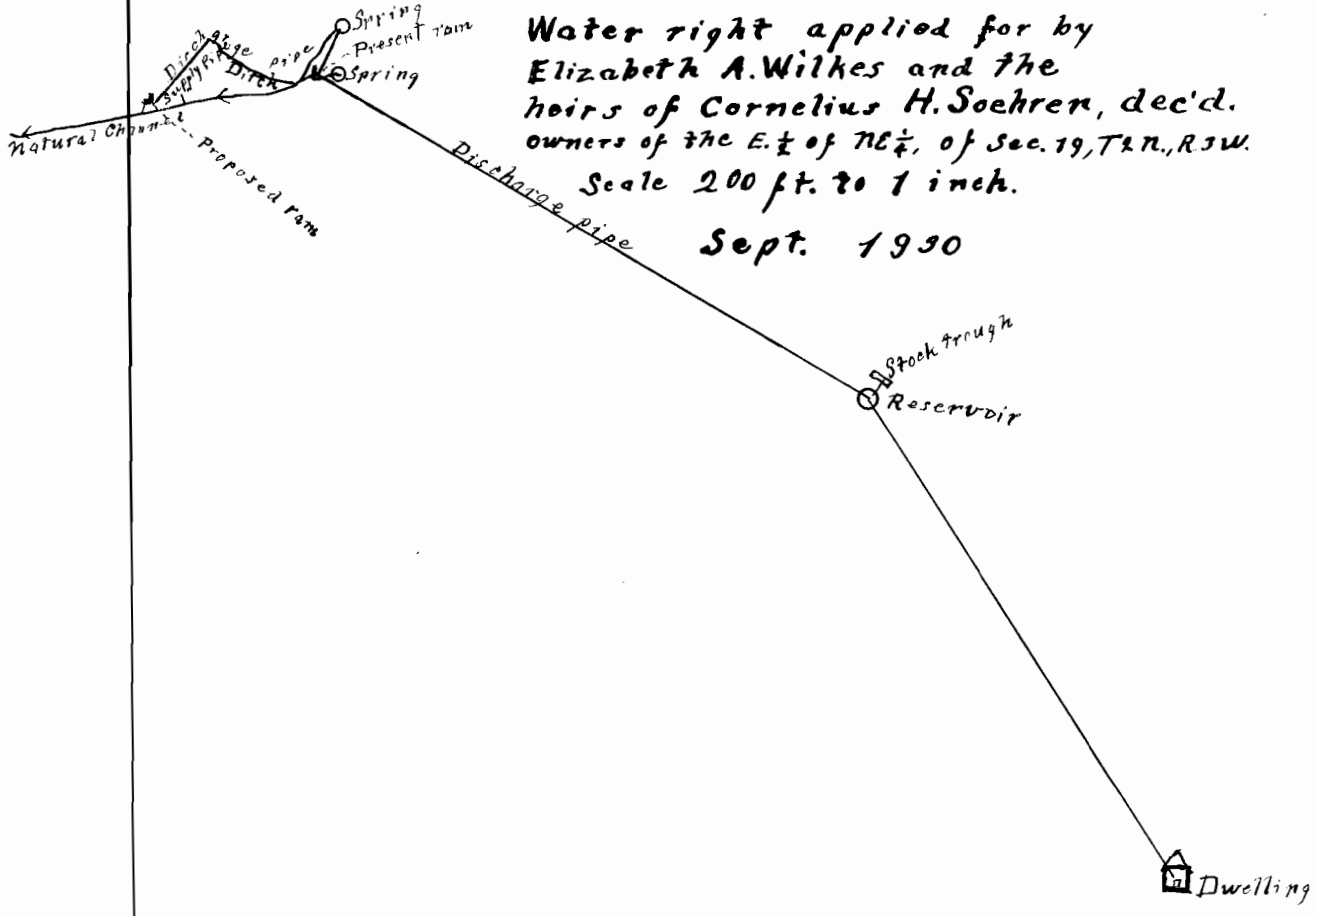 Water right applied for by
Elizabeth A. Wilkes and the
heirs of Cornelius H. Soehren, dec'd.
owners of the E. ½ of NE ¼, of Sec. 19, T2N., R3W.
Scale 200 ft. to 1 inch.
Sept. 1930
Spring
Present ram
Spring
Discharge pipe
Supply pipe
Ditch
Natural Channel
Proposed ram
Discharge pipe
Stock trough
Reservoir
Dwelling